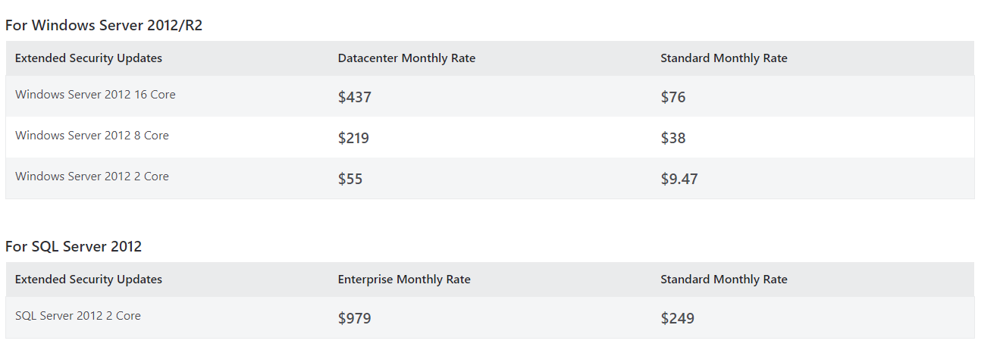 For Windows Server 2012/R2
Extended Security Updates Datacenter Monthly Rate Standard Monthly Rate
Windows Server 2012 16 Core $437 $76
Windows Server 2012 8 Core $219 $38
Windows Server 2012 2 Core $55 $9.47
For SQL Server 2012
Extended Security Updates Enterprise Monthly Rate Standard Monthly Rate
SQL Server 2012 2 Core $979 $249